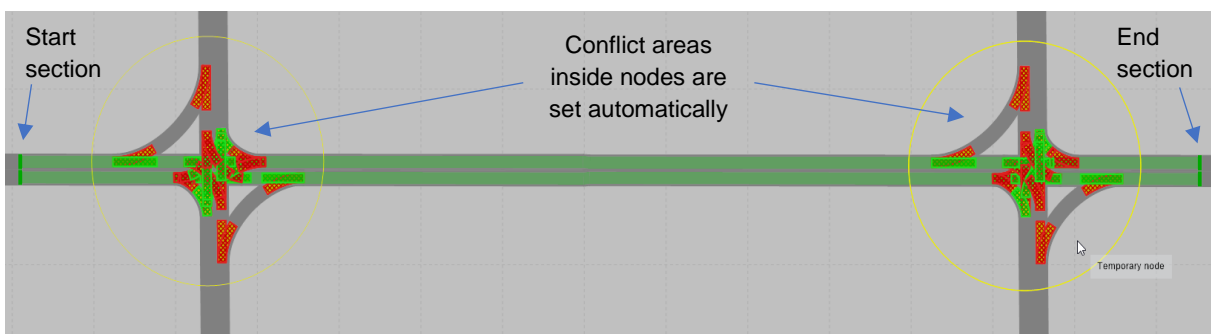 Start
section
Conflict areas
inside nodes are
set automatically
End
section
Temporary node